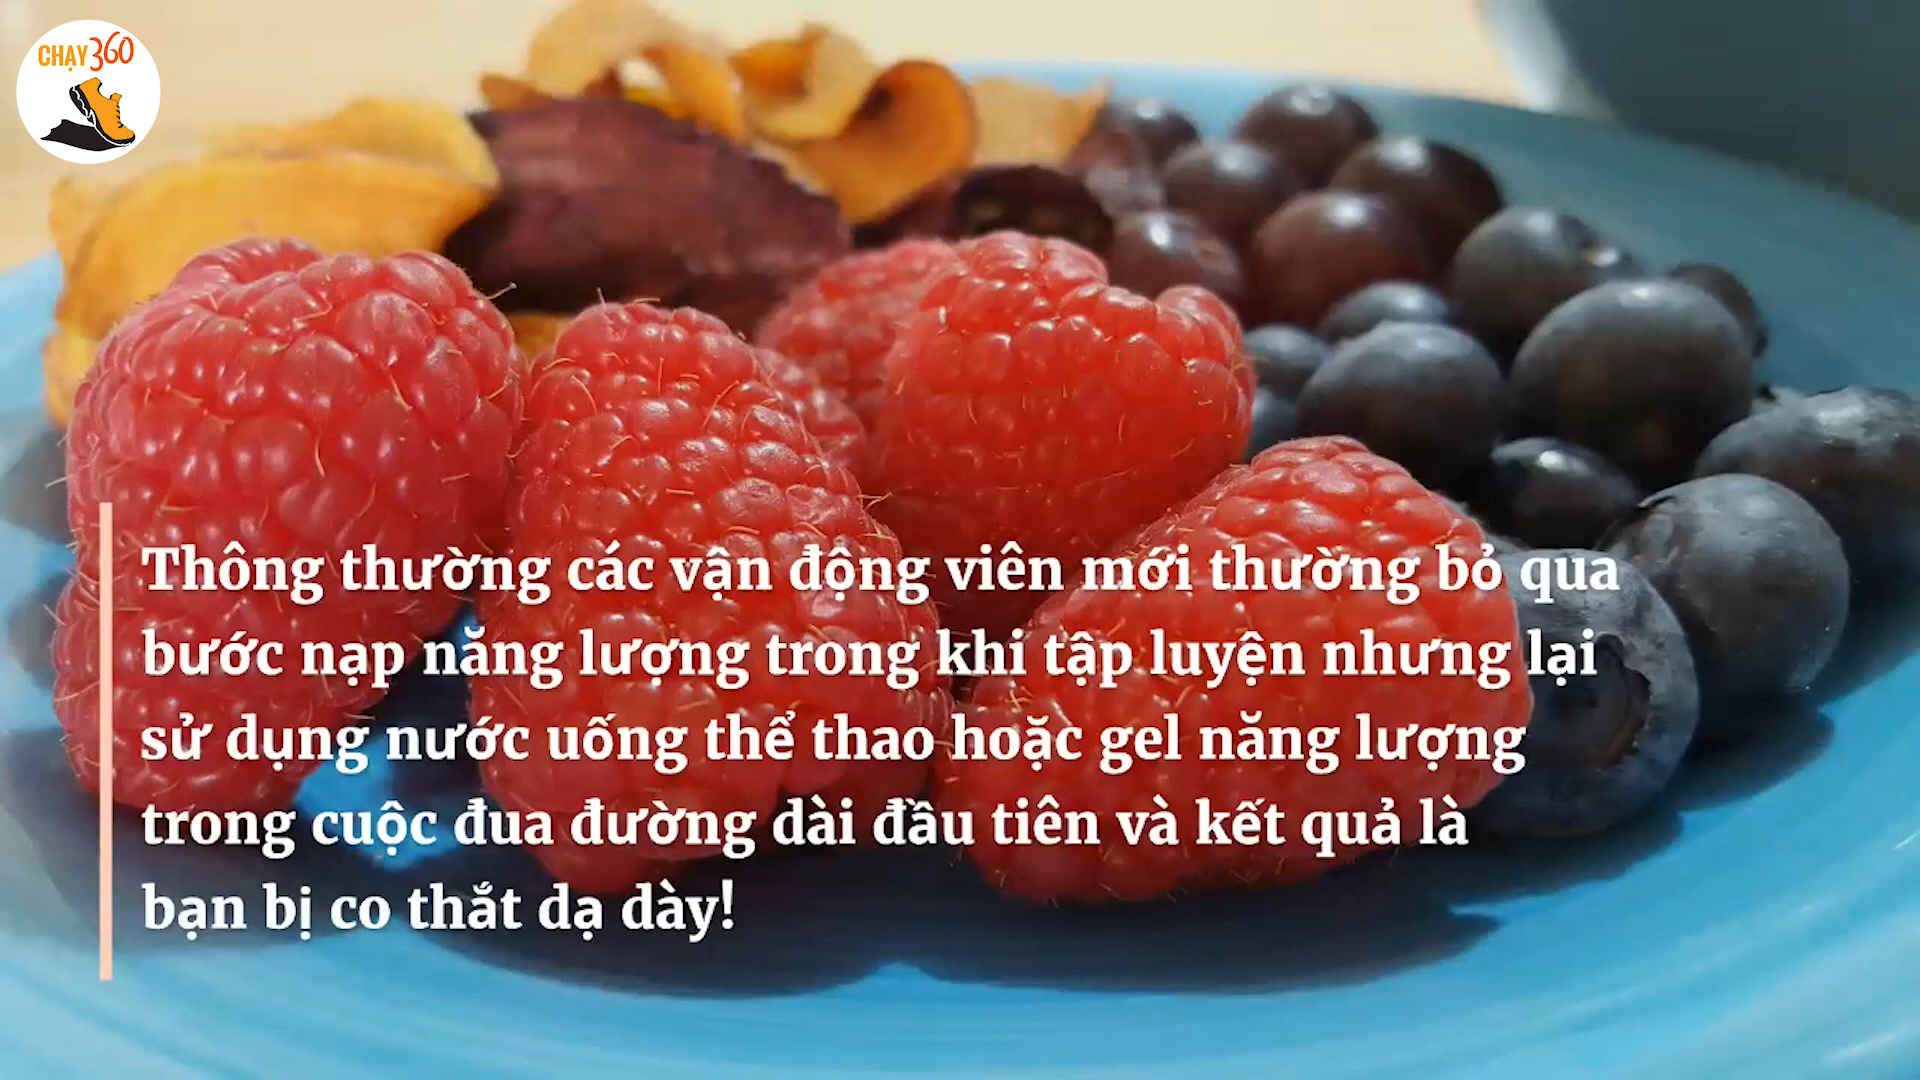 CHẠY 360
Thông thường các vận động viên mới thường bỏ qua
bước nạp năng lượng trong khi tập luyện nhưng lại
sử dụng nước uống thể thao hoặc gel năng lượng
trong cuộc đua đường dài đầu tiên và kết quả là
bạn bị co thắt dạ dày!